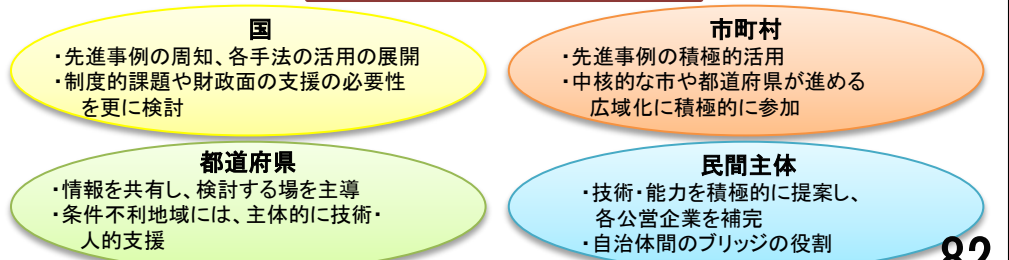 国
・先進事例の周知、各手法の活用の展開
・制度的課題や財政面の支援の必要性
を更に検討
市町村
・先進事例の積極的活用
・中核的な市や都道府県が進める
広域化に積極的に参加
都道府県
・情報を共有し、検討する場を主導
・条件不利地域には、主体的に技術・
人的支援
民間主体
・技術・能力を積極的に提案し、
各公営企業を補完
・自治体間のブリッジの役割
82